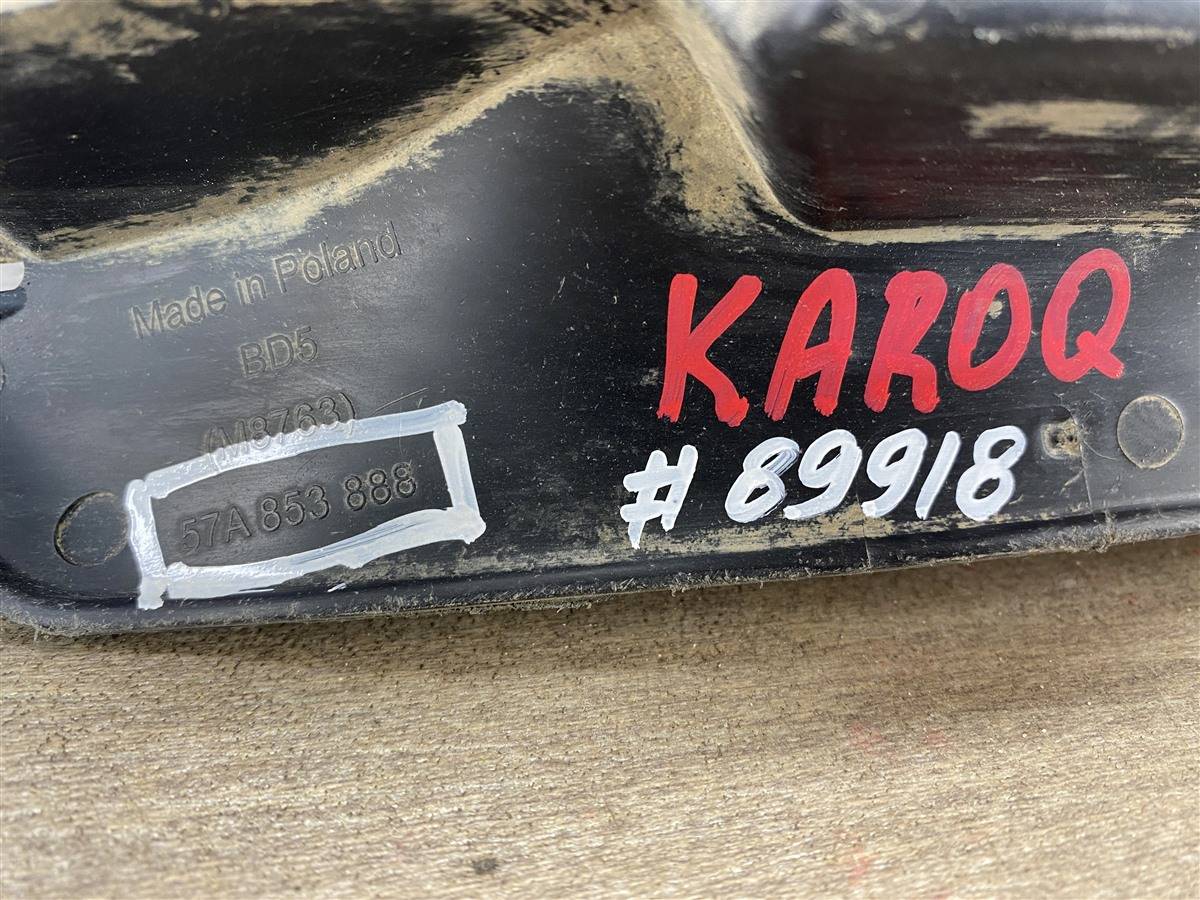 Made in Poland
BD5
(M8763)
57A 853 888
KAROQ
#89918